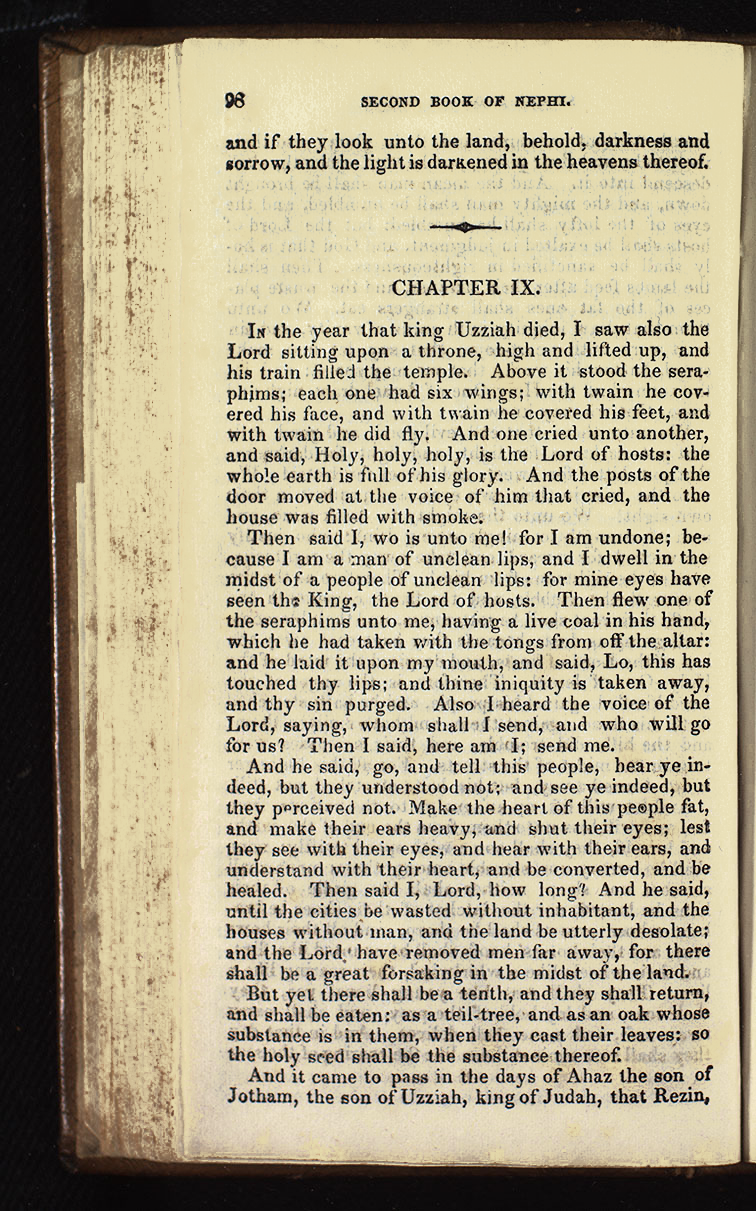 98 SECOND BOOK OF NEPHI.
and if they look unto the land, behold, darkness and
sorrow, and the light is darkened in the heavens thereof.
CHAPTER IX.
IN the year that king Uzziah died, I saw also the
Lord sitting upon a throne, high and lifted up, and
his train filled the temple. Above it stood the sera-
phims; each one had six wings; with twain he cov-
ered his face, and with twain he covered his feet, and
with twain he did fly. And one cried unto another,
and said, Holy, holy, holy, is the Lord of hosts: the
whole earth is full of his glory. And the posts of the
door moved at the voice of him that cried, and the
house was filled with smoke.
Then said I, wo is unto me! for I am undone; be-
cause I am a man of unclean lips, and I dwell in the
midst of a people of unclean lips: for mine eyes have
seen the King, the Lord of hosts. Then flew one of
the seraphims unto me, having a live coal in his hand,
which he had taken with the tongs from off the altar:
and he laid it upon my mouth, and said, Lo, this has
touched thy lips; and thine iniquity is taken away,
and thy sin purged. Also I heard the voice of the
Lord, saying, whom shall I send, and who will go
for us? Then I said, here am I; send me.
And he said, go, and tell this people, hear ye in-
deed, but they understood not; and see ye indeed, but
they perceived not. Make the heart of this people fat,
and make their ears heavy, and shut their eyes; lest
they see with their eyes, and hear with their ears, and
understand with their heart, and be converted, and be
healed. Then said I, Lord, how long? And he said,
until the cities be wasted without inhabitant, and the
houses without man, and the land be utterly desolate;
and the Lord have removed men far away, for there
shall be a great forsaking in the midst of the land.
But yet there shall be a tenth, and they shall return,
and shall be eaten: as a teil-tree, and as an oak whose
substance is in them, when they cast their leaves: so
the holy seed shall be the substance thereof.
And it came to pass in the days of Ahaz the son of
Jotham, the son of Uzziah, king of Judah, that Rezin,